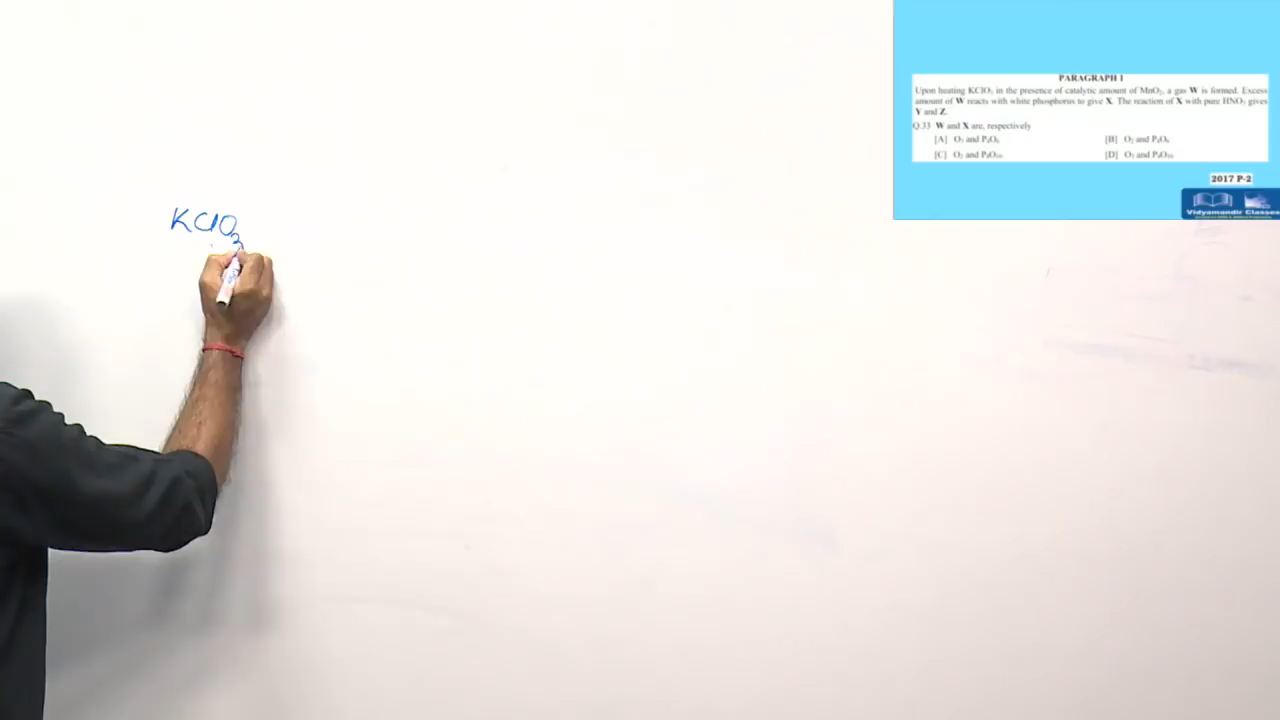 PARAGRAPH 1
Upon heating KClO₃ in the presence of catalytic amount of MnO₂, a gas W is formed. Excess
amount of W reacts with white phosphorus to give X. The reaction of X with pure HNO₃ gives
Y and Z.
Q.33 W and X are, respectively
[A] O₃ and P₄O₆ [B] O₂ and P₄O₆
[C] O₂ and P₄O₁₀ [D] O₃ and P₄O₁₀
2017 P-2
Vidyamandir Classes
KClO₃